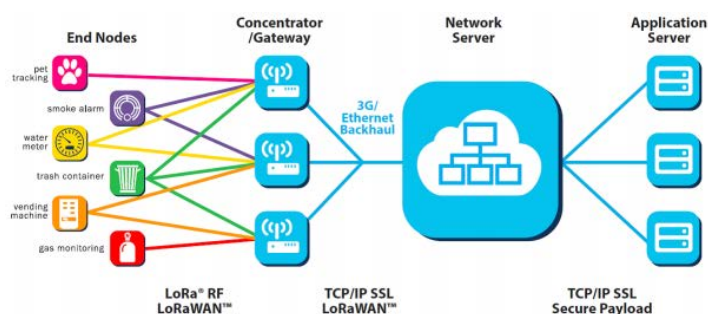 End Nodes
Concentrator
/Gateway
Network
Server
Application
Server
pet
tracking
smoke alarm
water
meter
trash container
vending
machine
gas monitoring
3G/
Ethernet
Backhaul
LoRa® RF
LoRaWAN™
TCP/IP SSL
LoRaWAN™
TCP/IP SSL
Secure Payload